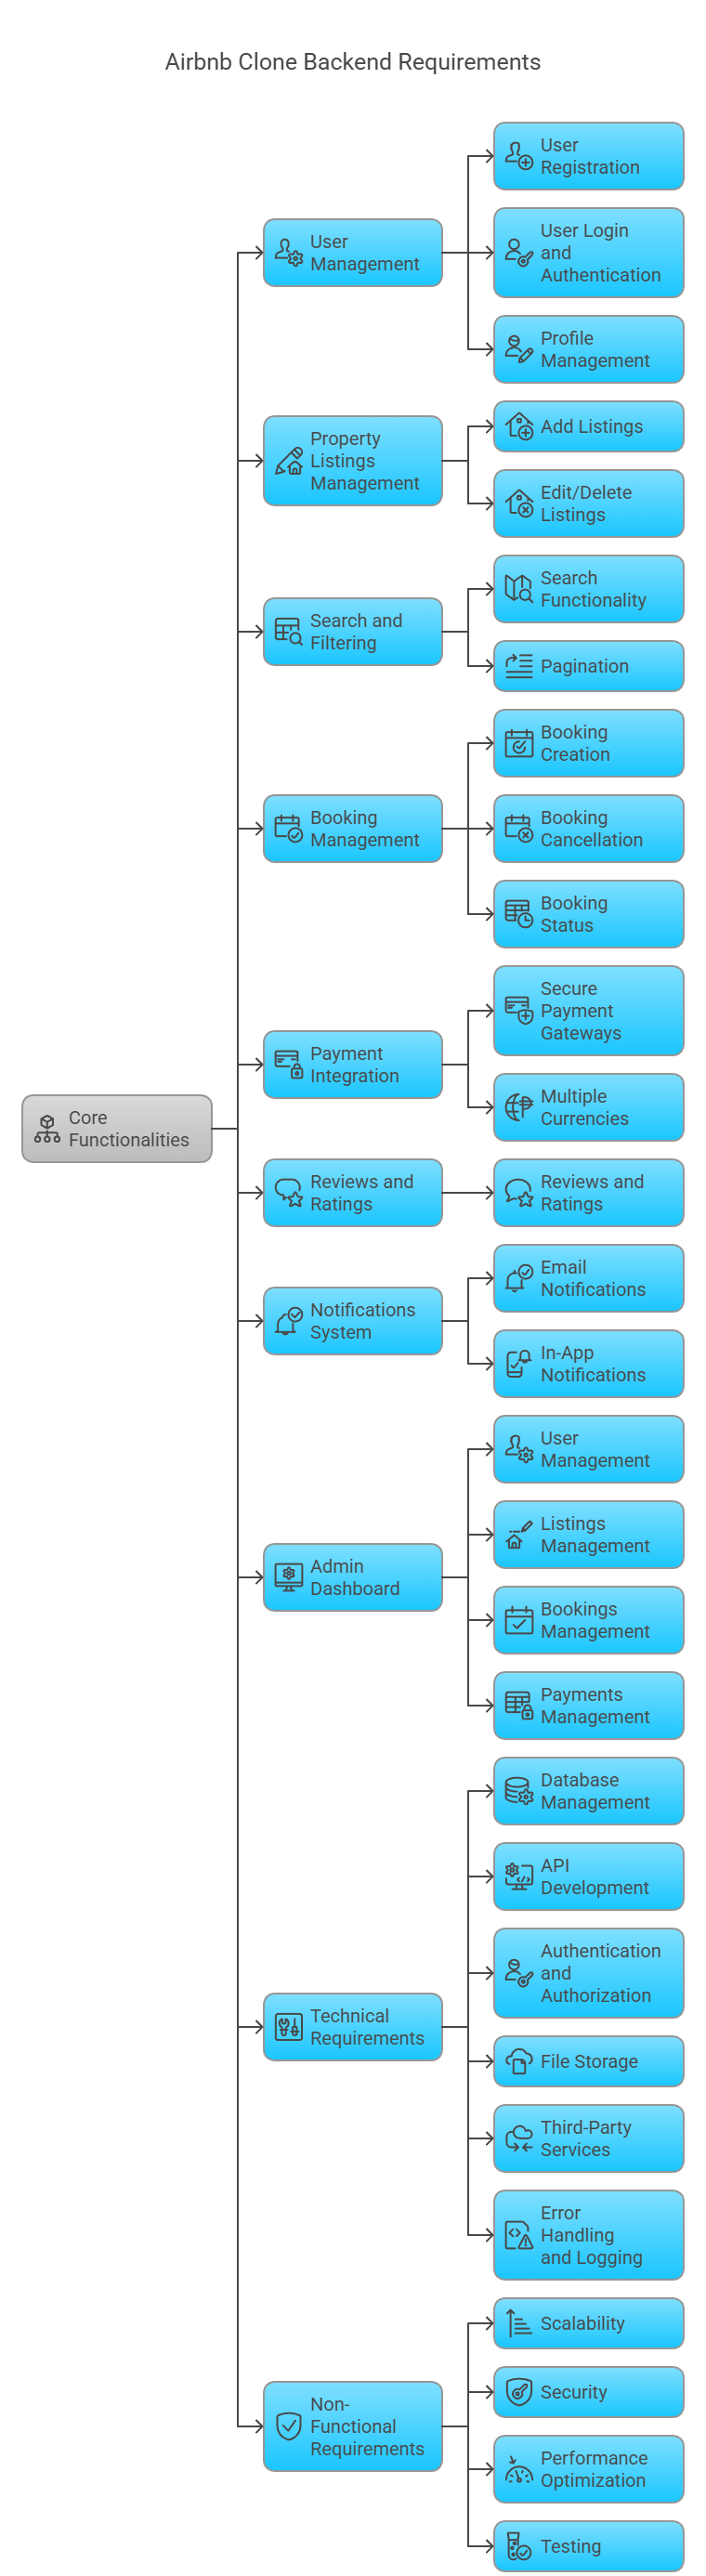 Airbnb Clone Backend Requirements
User
Registration
User Login
and
Authentication
User
Management
Profile
Management
Add Listings
Property
Listings
Management
Edit/Delete
Listings
Search
Functionality
Search and
Filtering
Pagination
Booking
Creation
Booking
Management
Booking
Cancellation
Booking
Status
Secure
Payment
Gateways
Payment
Integration
Multiple
Currencies
Core
Functionalities
Reviews and
Ratings
Reviews and
Ratings
Email
Notifications
Notifications
System
In-App
Notifications
User
Management
Listings
Management
Admin
Dashboard
Bookings
Management
Payments
Management
Database
Management
API
Development
Authentication
and
Authorization
Technical
Requirements
File Storage
Third-Party
Services
Error
Handling
and Logging
Scalability
Security
Non-
Functional
Requirements
Performance
Optimization
Testing